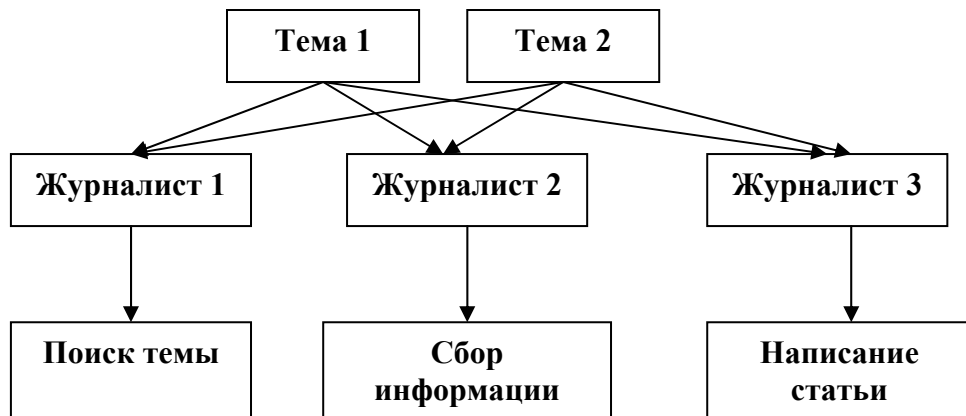 Тема 1
Тема 2
Журналист 1
Журналист 2
Журналист 3
Поиск темы
Сбор
информации
Написание
статьи